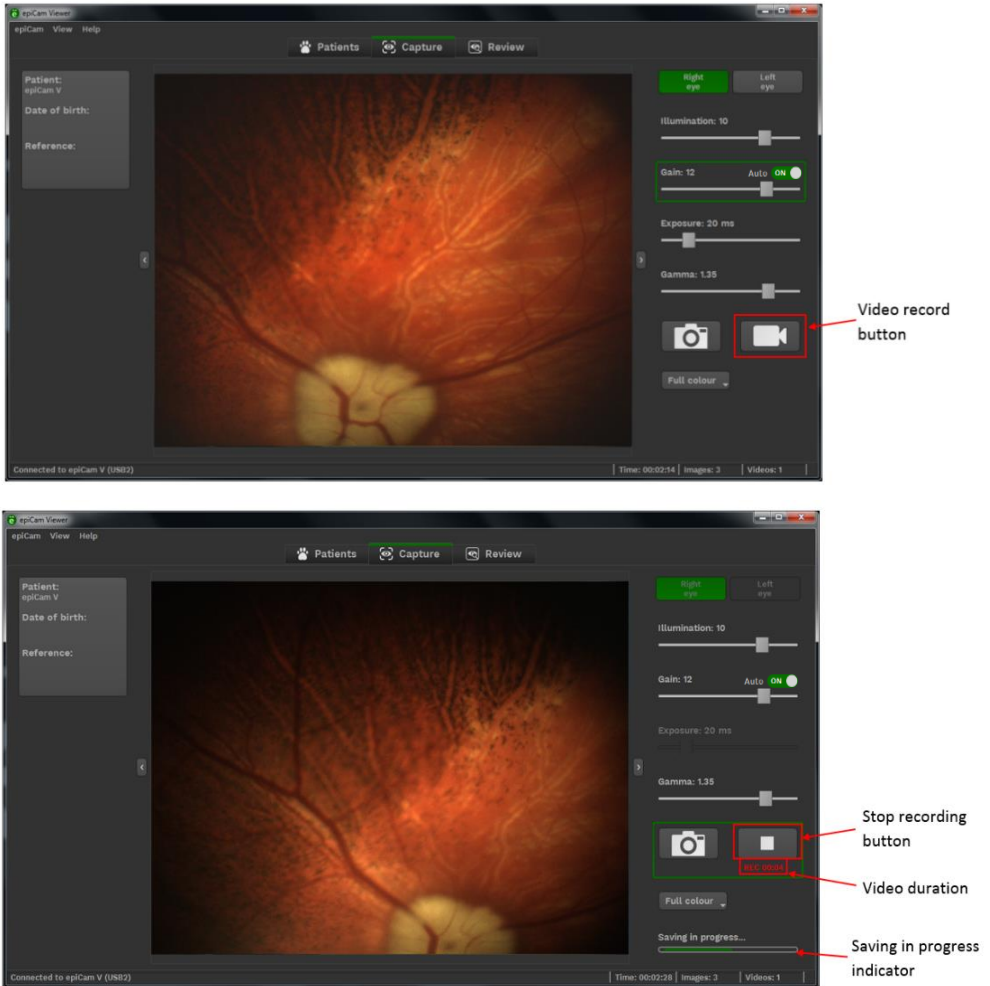 epiCam Viewer
epiCam View Help
Patients Capture Review
Patient:
epiCam V
Date of birth:
Reference:
Right
eye
Left
eye
Illumination: 10
Gain: 12 Auto ON
Exposure: 20 ms
Gamma: 1.35
Video record
button
Full colour
Connected to epiCam V (USB2)
Time: 00:02:14 Images: 3 Videos: 1
epiCam Viewer
epiCam View Help
Patients Capture Review
Patient:
epiCam V
Date of birth:
Reference:
Right
eye
Left
eye
Illumination: 10
Gain: 12 Auto ON
Exposure: 20 ms
Gamma: 1.35
Stop recording
button
REC 00:04
Video duration
Full colour
Saving in progress...
Saving in progress
indicator
Connected to epiCam V (USB2)
Time: 00:02:28 Images: 3 Videos: 1